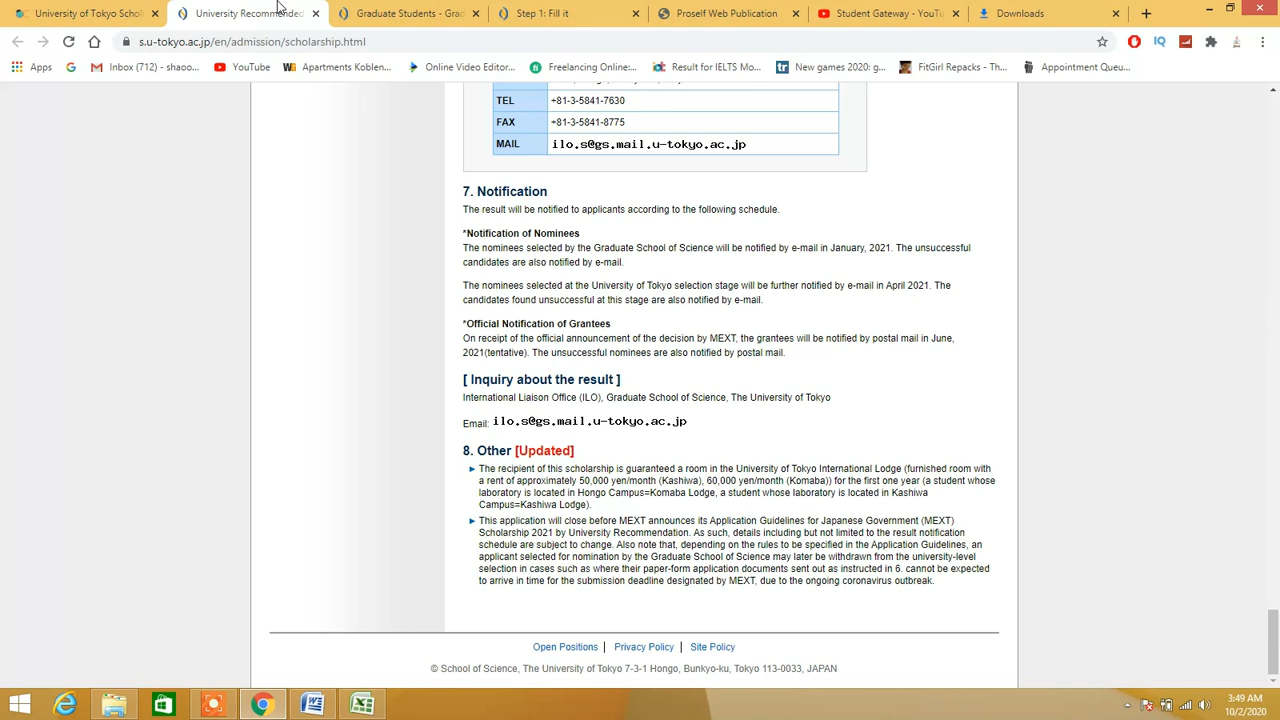 University of Tokyo Schola
University Recommended
Graduate Students - Grad
Step 1: Fill it
Proself Web Publication
Student Gateway - YouTu
Downloads
s.u-tokyo.ac.jp/en/admission/scholarship.html
Apps
Inbox (712) - shaoo...
YouTube
Apartments Koblen...
Online Video Editor...
Freelancing Online:...
Result for IELTS Mo...
New games 2020: g...
FitGirl Repacks - Th...
Appointment Queu...
TEL +81-3-5841-7630
FAX +81-3-5841-8775
MAIL ilo.s@gs.mail.u-tokyo.ac.jp
7. Notification
The result will be notified to applicants according to the following schedule.
*Notification of Nominees
The nominees selected by the Graduate School of Science will be notified by e-mail in January, 2021. The unsuccessful
candidates are also notified by e-mail.
The nominees selected at the University of Tokyo selection stage will be further notified by e-mail in April 2021. The
candidates found unsuccessful at this stage are also notified by e-mail.
*Official Notification of Grantees
On receipt of the official announcement of the decision by MEXT, the grantees will be notified by postal mail in June,
2021(tentative). The unsuccessful nominees are also notified by postal mail.
[ Inquiry about the result ]
International Liaison Office (ILO), Graduate School of Science, The University of Tokyo
Email: ilo.s@gs.mail.u-tokyo.ac.jp
8. Other [Updated]
The recipient of this scholarship is guaranteed a room in the University of Tokyo International Lodge (furnished room with
a rent of approximately 50,000 yen/month (Kashiwa), 60,000 yen/month (Komaba)) for the first one year (a student whose
laboratory is located in Hongo Campus=Komaba Lodge, a student whose laboratory is located in Kashiwa
Campus=Kashiwa Lodge).
This application will close before MEXT announces its Application Guidelines for Japanese Government (MEXT)
Scholarship 2021 by University Recommendation. As such, details including but not limited to the result notification
schedule are subject to change. Also note that, depending on the rules to be specified in the Application Guidelines, an
applicant selected for nomination by the Graduate School of Science may later be withdrawn from the university-level
selection in cases such as where their paper-form application documents sent out as instructed in 6. cannot be expected
to arrive in time for the submission deadline designated by MEXT, due to the ongoing coronavirus outbreak.
Open Positions | Privacy Policy | Site Policy
© School of Science, The University of Tokyo 7-3-1 Hongo, Bunkyo-ku, Tokyo 113-0033, JAPAN
3:49 AM
10/2/2020